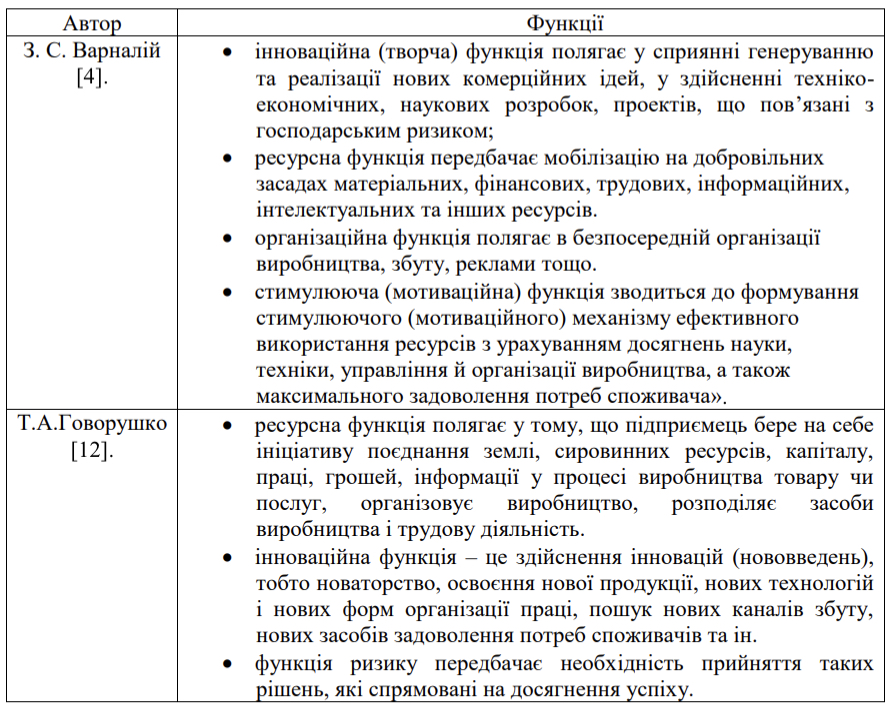 Автор Функції
З. С. Варналій
[4].
• інноваційна (творча) функція полягає у сприянні генеруванню
та реалізації нових комерційних ідей, у здійсненні техніко-
економічних, наукових розробок, проектів, що пов’язані з
господарським ризиком;
• ресурсна функція передбачає мобілізацію на добровільних
засадах матеріальних, фінансових, трудових, інформаційних,
інтелектуальних та інших ресурсів.
• організаційна функція полягає в безпосередній організації
виробництва, збуту, реклами тощо.
• стимулююча (мотиваційна) функція зводиться до формування
стимулюючого (мотиваційного) механізму ефективного
використання ресурсів з урахуванням досягнень науки,
техніки, управління й організації виробництва, а також
максимального задоволення потреб споживача».
Т.А.Говорушко
[12].
• ресурсна функція полягає у тому, що підприємець бере на себе
ініціативу поєднання землі, сировинних ресурсів, капіталу,
праці, грошей, інформації у процесі виробництва товару чи
послуг, організовує виробництво, розподіляє засоби
виробництва і трудову діяльність.
• інноваційна функція – це здійснення інновацій (нововведень),
тобто новаторство, освоєння нової продукції, нових технологій
і нових форм організації праці, пошук нових каналів збуту,
нових засобів задоволення потреб споживачів та ін.
• функція ризику передбачає необхідність прийняття таких
рішень, які спрямовані на досягнення успіху.